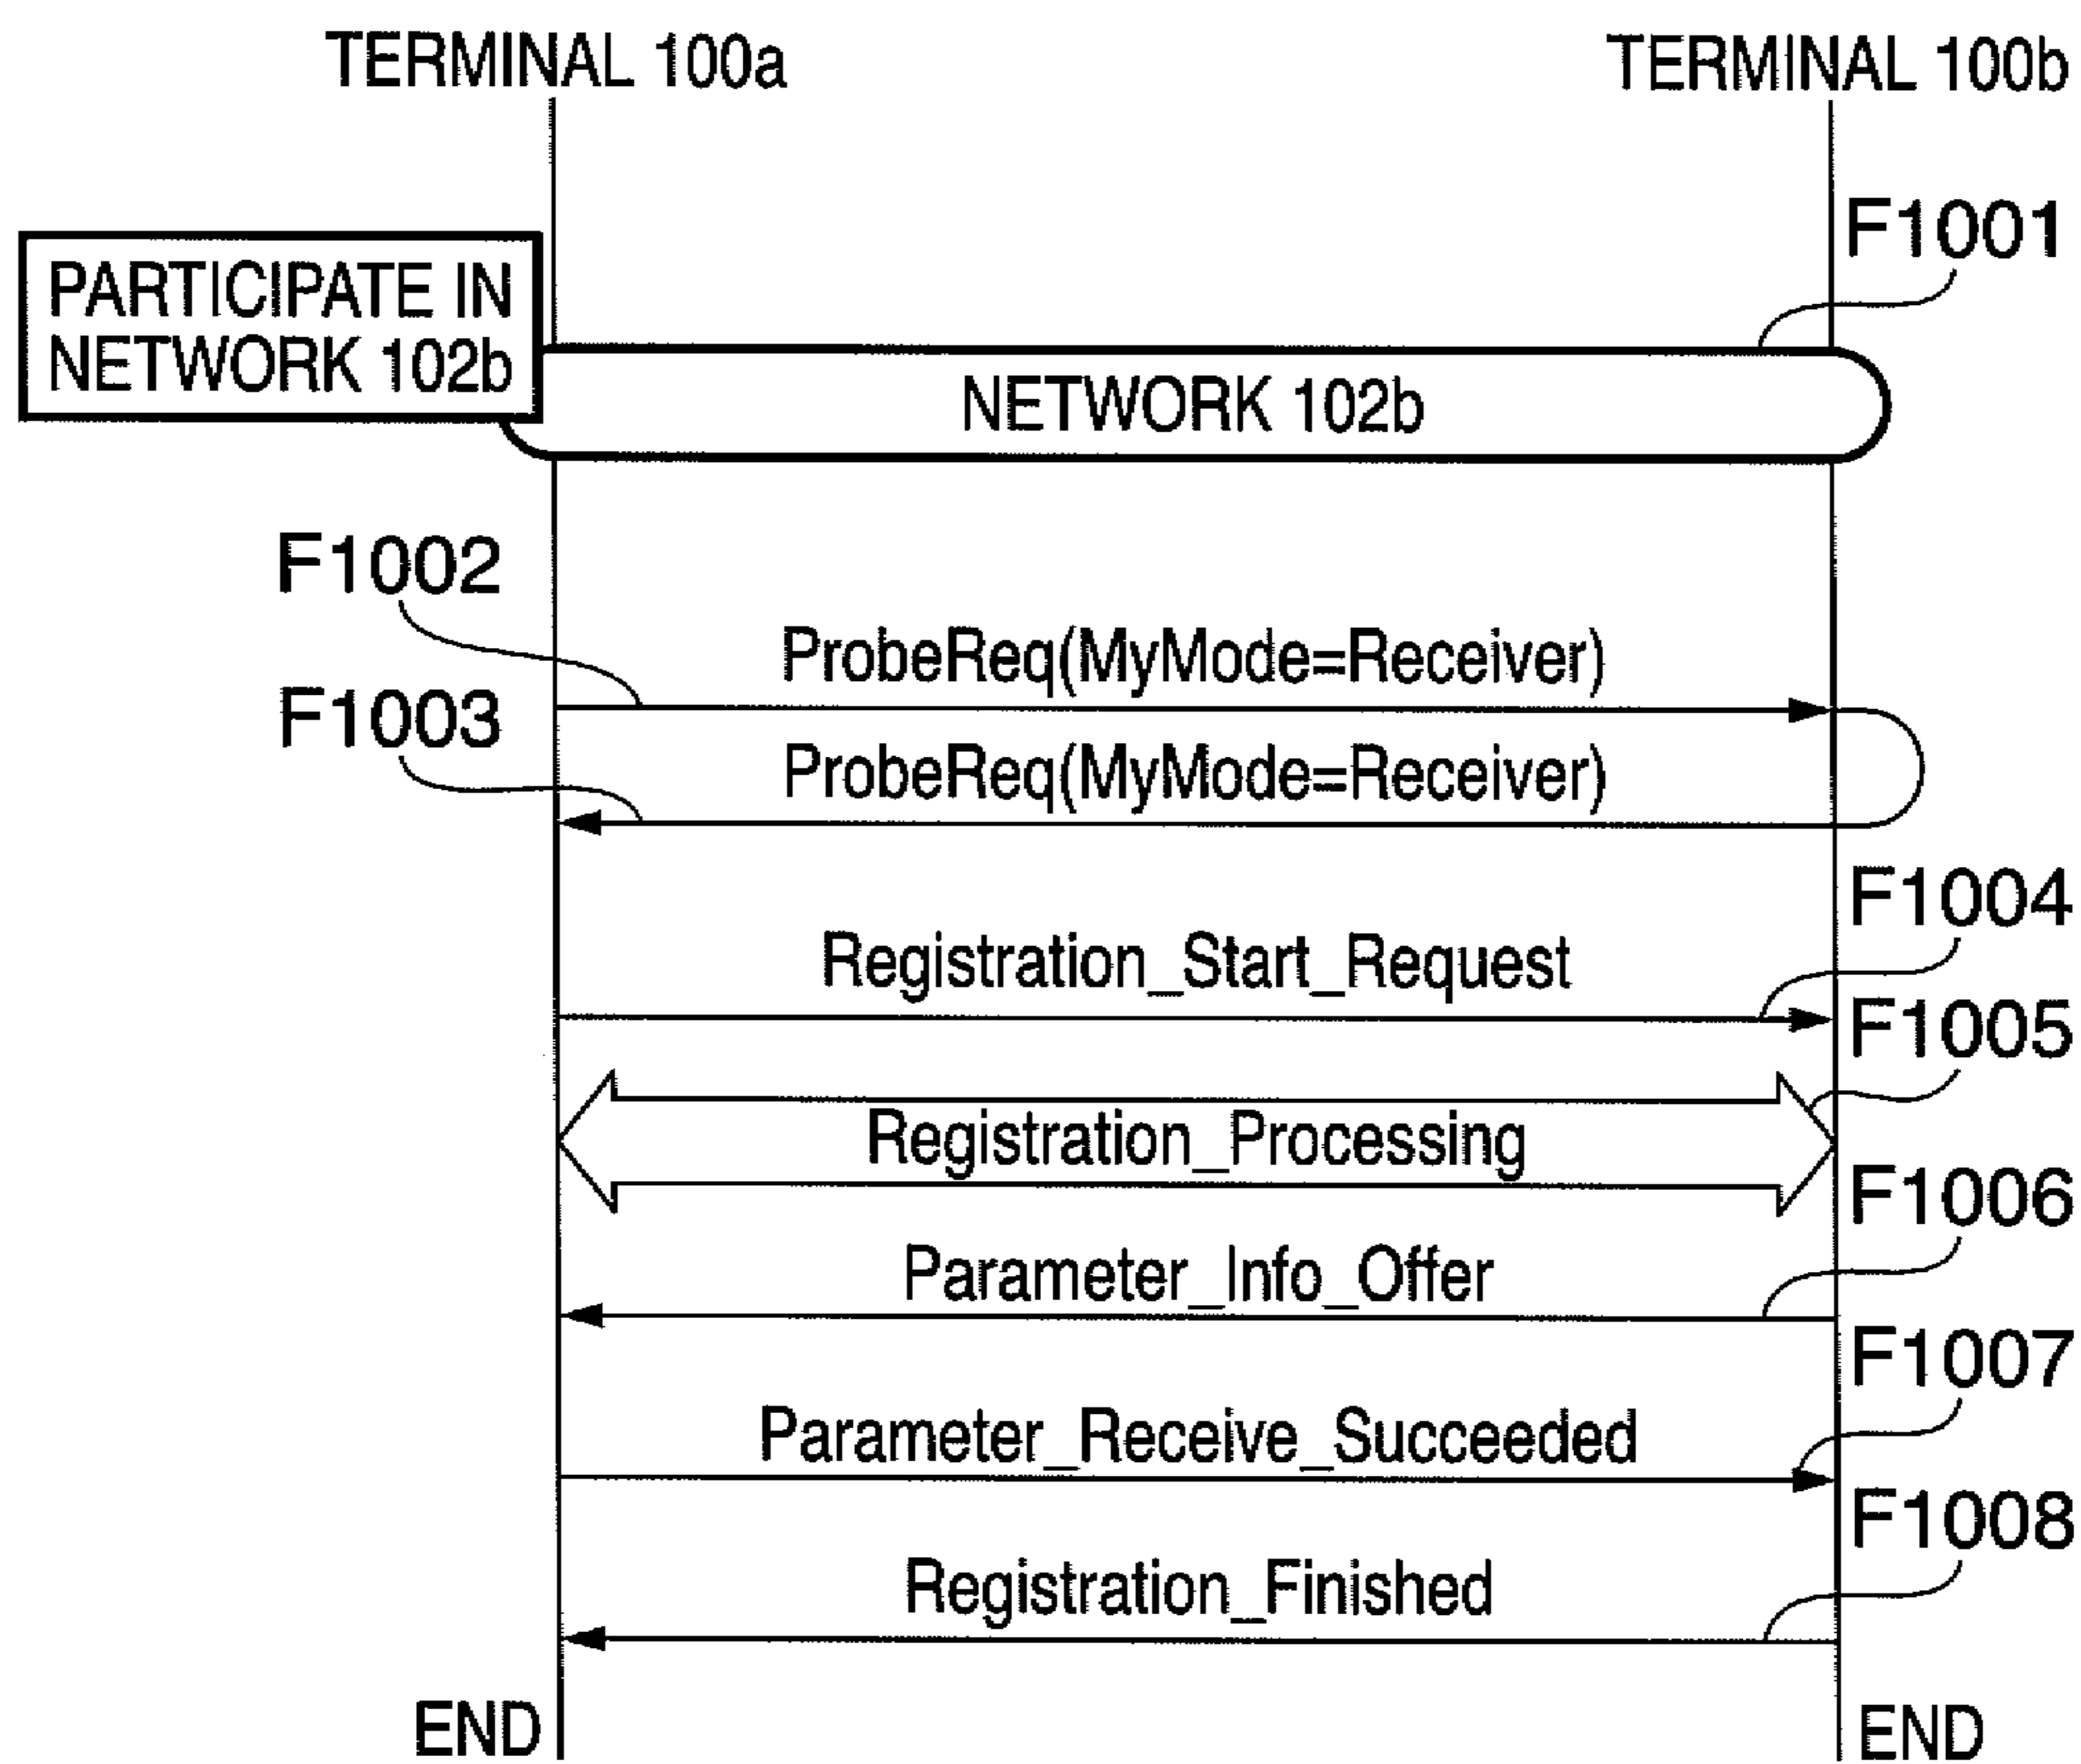 TERMINAL 100a
TERMINAL 100b
F1001
PARTICIPATE IN
NETWORK 102b
NETWORK 102b
F1002
ProbeReq(MyMode=Receiver)
F1003
ProbeReq(MyMode=Receiver)
F1004
Registration_Start_Request
F1005
Registration_Processing
F1006
Parameter_Info_Offer
F1007
Parameter_Receive_Succeeded
F1008
Registration_Finished
END
END